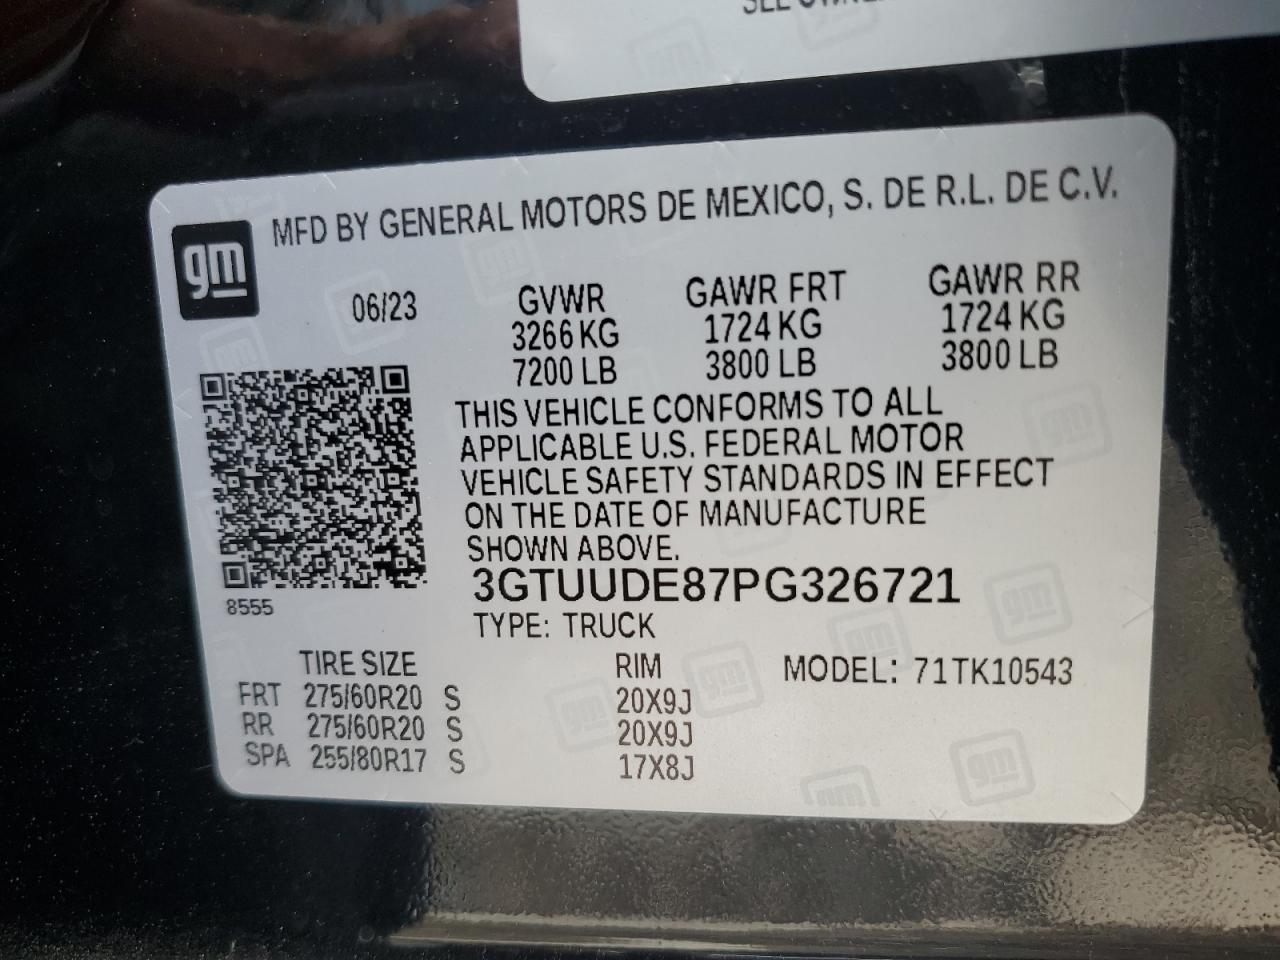 gm
MFD BY GENERAL MOTORS DE MEXICO, S. DE R.L. DE C.V.
06/23
GVWR
3266 KG
7200 LB
GAWR FRT
1724 KG
3800 LB
GAWR RR
1724 KG
3800 LB
THIS VEHICLE CONFORMS TO ALL
APPLICABLE U.S. FEDERAL MOTOR
VEHICLE SAFETY STANDARDS IN EFFECT
ON THE DATE OF MANUFACTURE
SHOWN ABOVE.
8555
3GTUUDE87PG326721
TYPE: TRUCK
TIRE SIZE RIM MODEL: 71TK10543
FRT 275/60R20 S 20X9J
RR 275/60R20 S 20X9J
SPA 255/80R17 S 17X8J